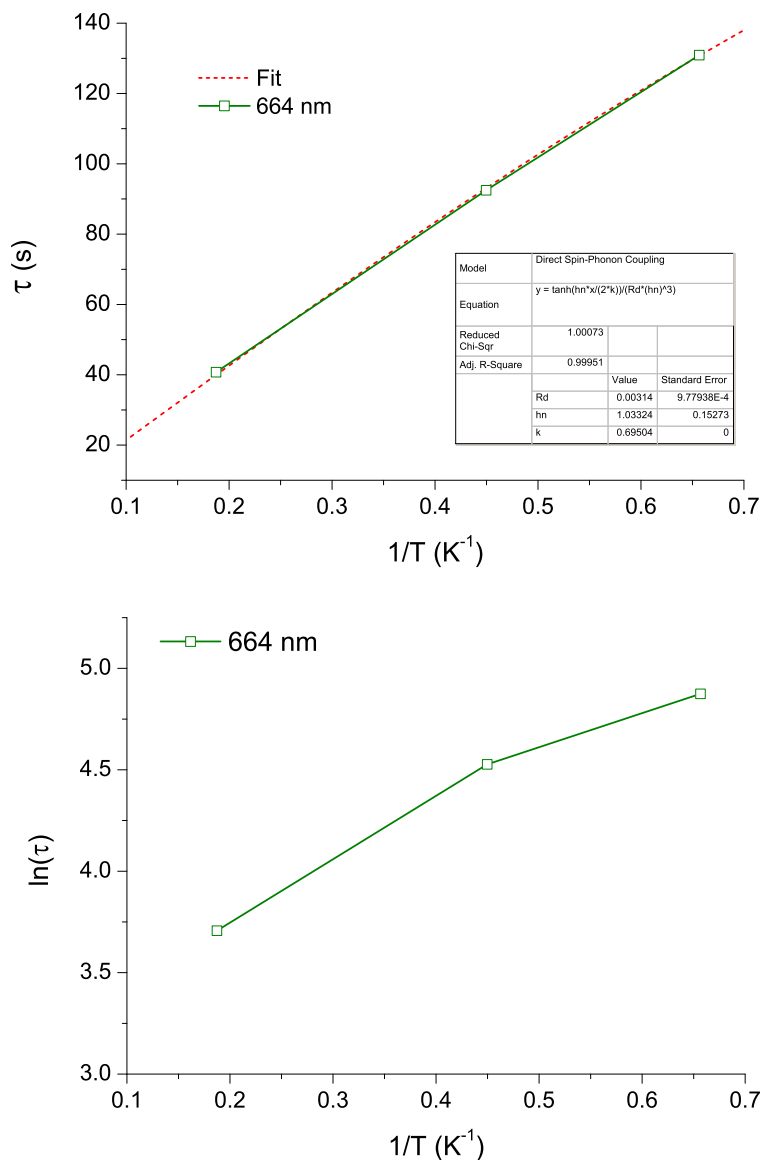 140
120
100
80
60
40
20
τ (s)
Fit
664 nm
Model Direct Spin-Phonon Coupling
Equation y = tanh(hn*x/(2*k))/(Rd*(hn)^3)
Reduced Chi-Sqr 1.00073
Adj. R-Square 0.99951
Value Standard Error
Rd 0.00314 9.77938E-4
hn 1.03324 0.15273
k 0.69504 0
0.1 0.2 0.3 0.4 0.5 0.6 0.7
1/T (K⁻¹)
664 nm
5.0
4.5
4.0
3.5
3.0
ln(τ)
0.1 0.2 0.3 0.4 0.5 0.6 0.7
1/T (K⁻¹)